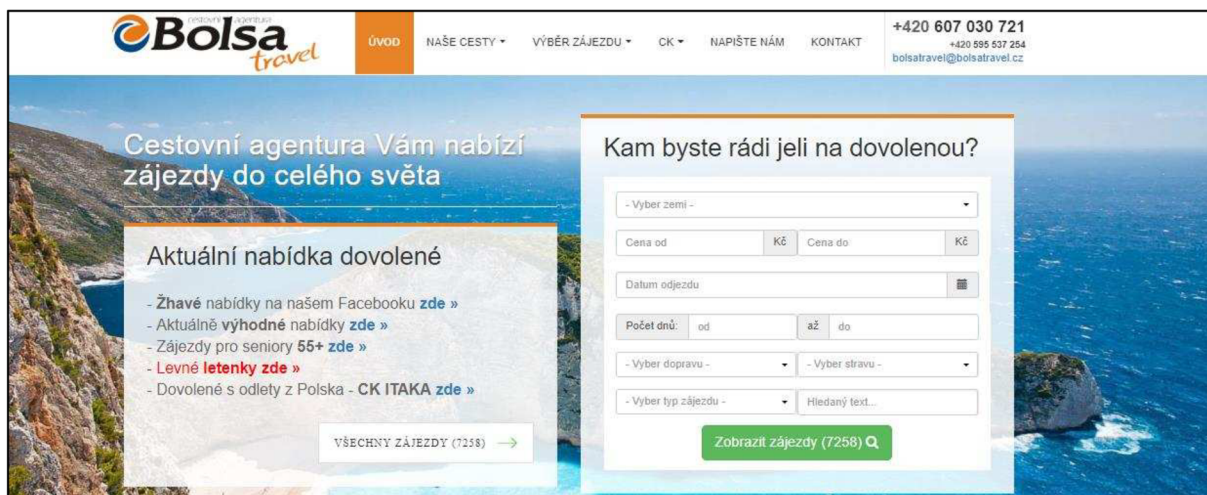 cestovní agentura
Bolsa
travel
ÚVOD
NAŠE CESTY
VÝBĚR ZÁJEZDU
CK
NAPIŠTE NÁM
KONTAKT
+420 607 030 721
+420 595 537 254
bolsatravel@bolsatravel.cz
Cestovní agentura Vám nabízí
zájezdy do celého světa
Aktuální nabídka dovolené
- Žhavé nabídky na našem Facebooku zde »
- Aktuálně výhodné nabídky zde »
- Zájezdy pro seniory 55+ zde »
- Levné letenky zde »
- Dovolené s odlety z Polska - CK ITAKA zde »
VŠECHNY ZÁJEZDY (7258)
Kam byste rádi jeli na dovolenou?
- Vyber zemi -
Cena od Kč Cena do Kč
Datum odjezdu
Počet dnů: od až do
- Vyber dopravu - - Vyber stravu -
- Vyber typ zájezdu - Hledaný text...
Zobrazit zájezdy (7258)